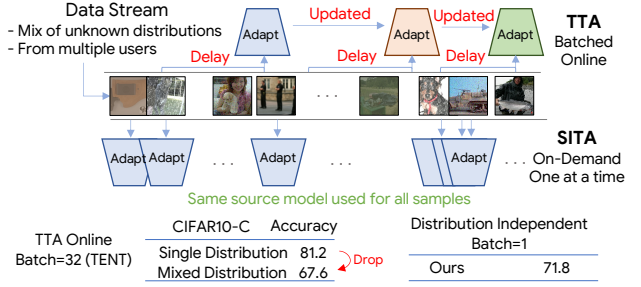 Data Stream
- Mix of unknown distributions
- From multiple users
Updated
Updated
TTA
Batched
Online
Adapt
Adapt
Adapt
Delay
Delay
Delay
. . .
Adapt
Adapt
. . .
Adapt
. . .
Adapt
. . .
SITA
On-Demand
One at a time
Same source model used for all samples
TTA Online
Batch=32 (TENT)
CIFAR10-C Accuracy
Single Distribution 81.2
Mixed Distribution 67.6
Drop
Distribution Independent
Batch=1
Ours 71.8